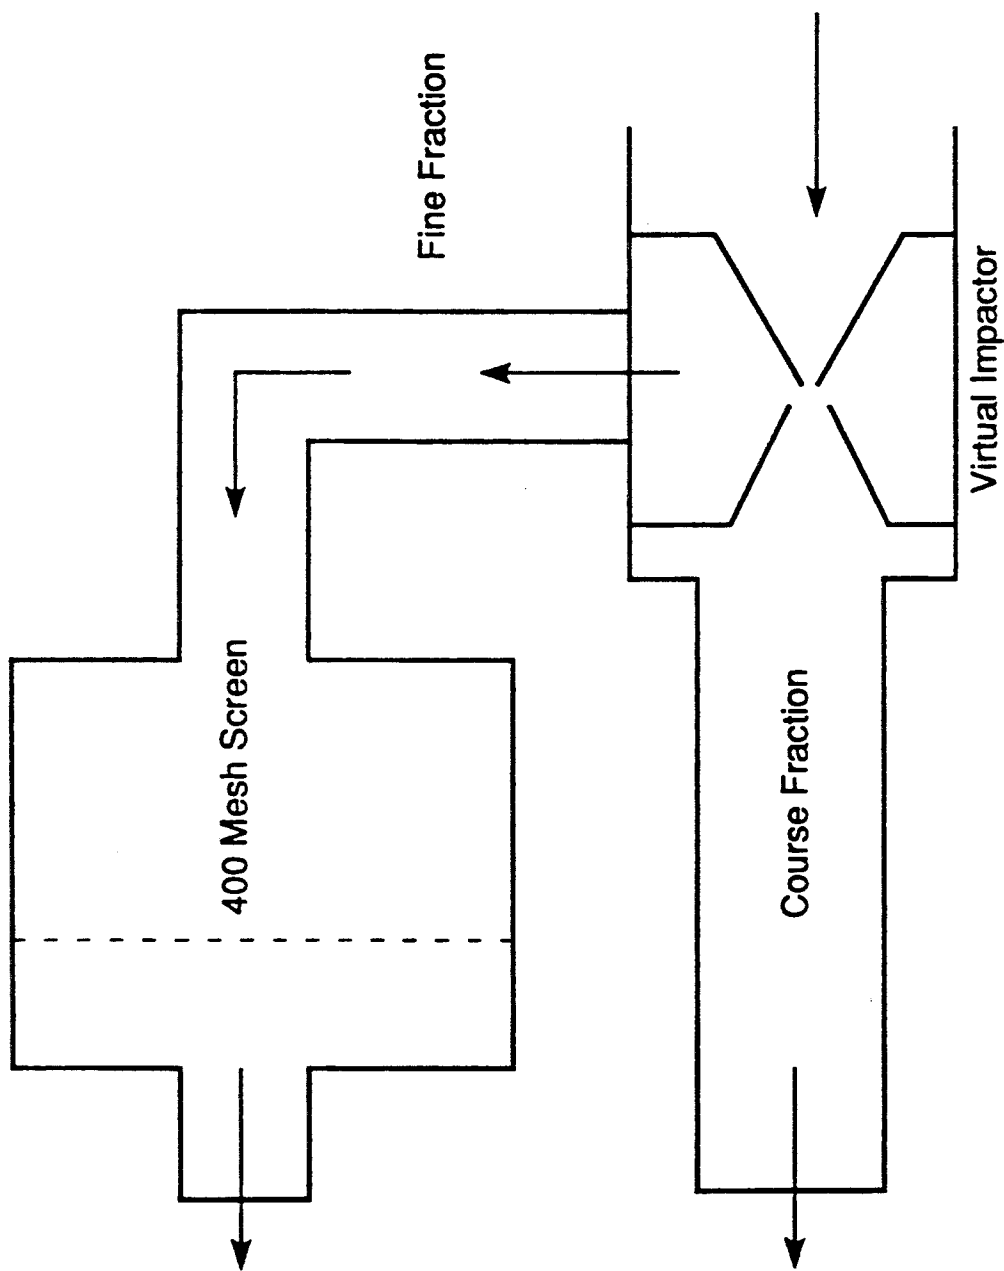 Fine Fraction
400 Mesh Screen
Course Fraction
Virtual Impactor